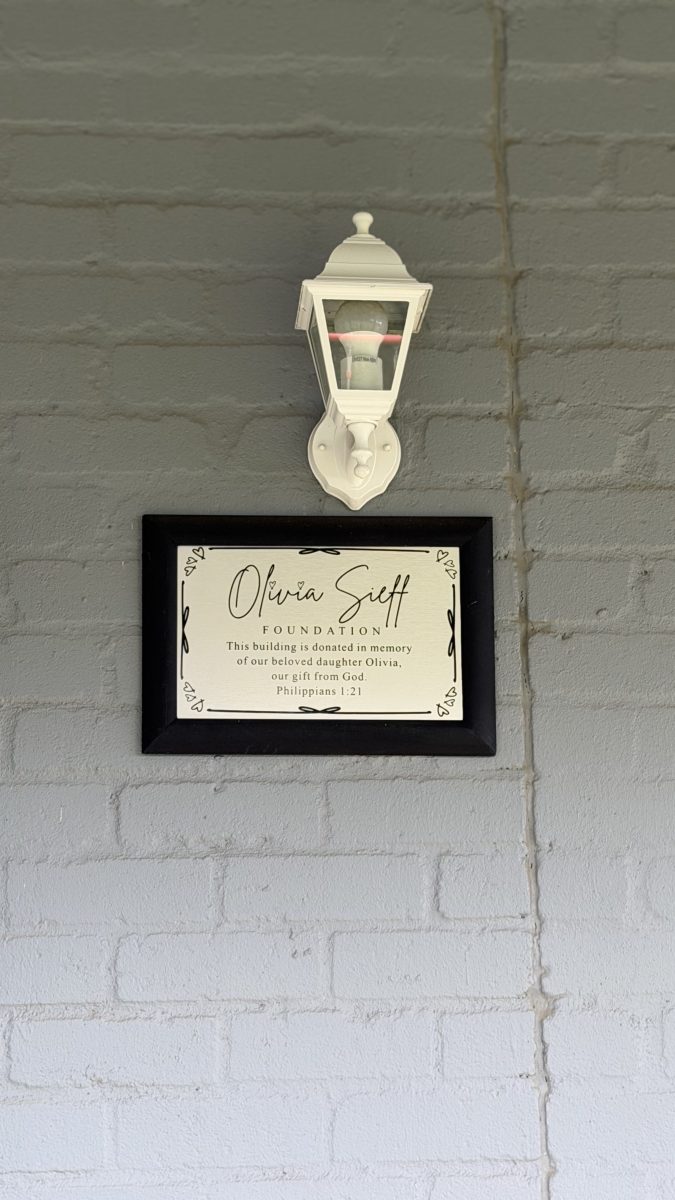 Olivia Sieff
FOUNDATION
This building is donated in memory
of our beloved daughter Olivia,
our gift from God.
Philippians 1:21